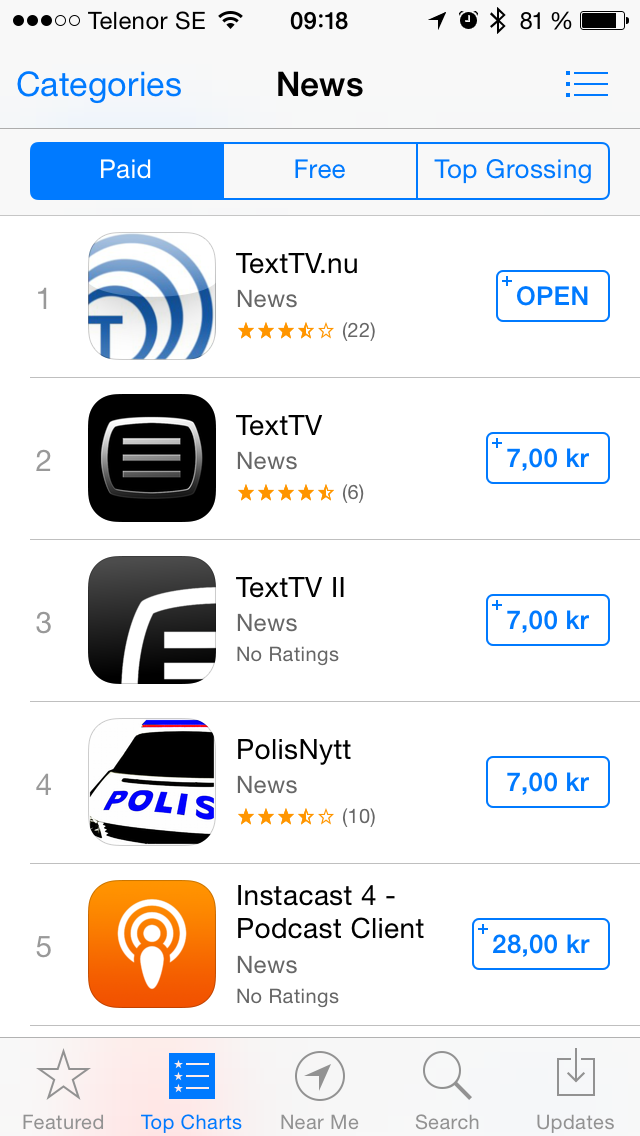 Telenor SE 09:18 81 %
Categories News
Paid Free Top Grossing
1
TextTV.nu
News
(22)
+ OPEN
T
2
TextTV
News
(6)
+ 7,00 kr
3
TextTV II
News
No Ratings
+ 7,00 kr
4
PolisNytt
News
(10)
7,00 kr
POLIS
5
Instacast 4 -
Podcast Client
News
No Ratings
+ 28,00 kr
Featured Top Charts Near Me Search Updates